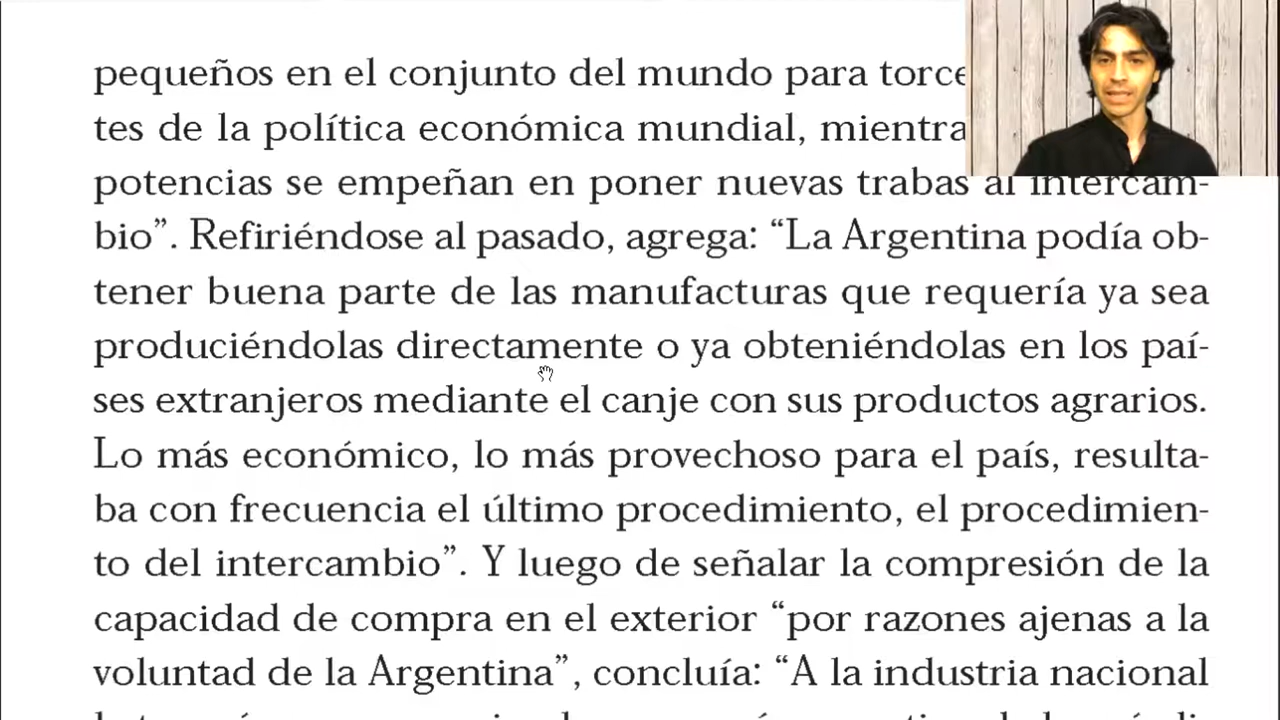 pequeños en el conjunto del mundo para torce
tes de la política económica mundial, mientra
potencias se empeñan en poner nuevas trabas al intercam-
bio”. Refiriéndose al pasado, agrega: “La Argentina podía ob-
tener buena parte de las manufacturas que requería ya sea
produciéndolas directamente o ya obteniéndolas en los paí-
ses extranjeros mediante el canje con sus productos agrarios.
Lo más económico, lo más provechoso para el país, resulta-
ba con frecuencia el último procedimiento, el procedimien-
to del intercambio”. Y luego de señalar la compresión de la
capacidad de compra en el exterior “por razones ajenas a la
voluntad de la Argentina”, concluía: “A la industria nacional